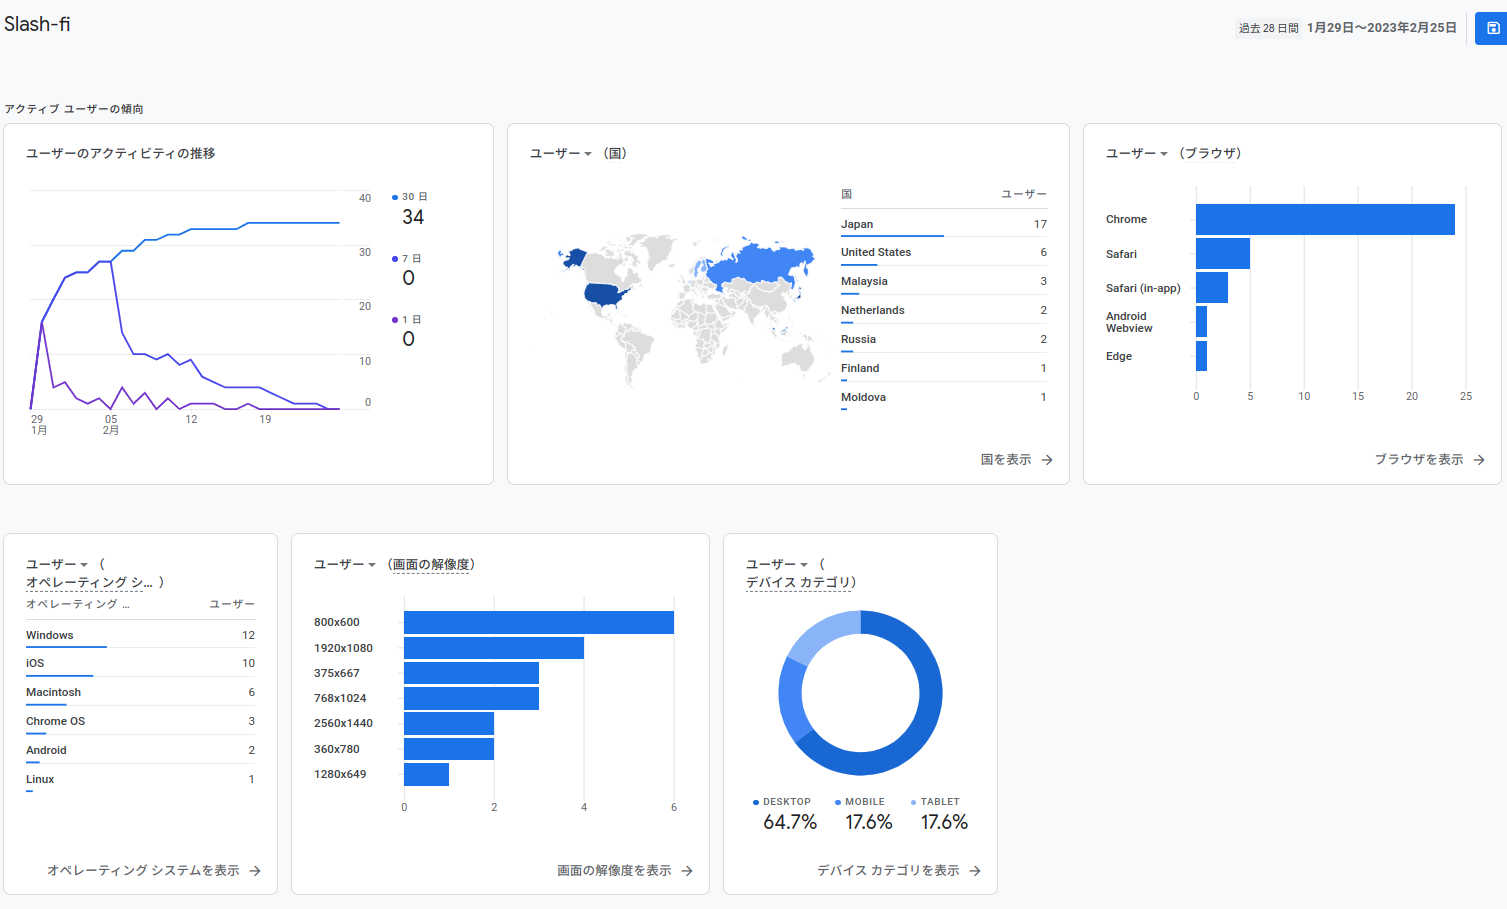 Slash-fi
過去 28 日間 1月29日～2023年2月25日
アクティブ ユーザーの傾向
ユーザーのアクティビティの推移
40
30
20
10
0
29
1月
05
2月
12
19
30 日
34
7 日
0
1 日
0
ユーザー （国）
国 ユーザー
Japan 17
United States 6
Malaysia 3
Netherlands 2
Russia 2
Finland 1
Moldova 1
国を表示
ユーザー （ブラウザ）
Chrome
Safari
Safari (in-app)
Android
Webview
Edge
0 5 10 15 20 25
ブラウザを表示
ユーザー （
オペレーティング シ... ）
オペレーティング ... ユーザー
Windows 12
iOS 10
Macintosh 6
Chrome OS 3
Android 2
Linux 1
オペレーティング システムを表示
ユーザー （画面の解像度）
800x600
1920x1080
375x667
768x1024
2560x1440
360x780
1280x649
0 2 4 6
画面の解像度を表示
ユーザー （
デバイス カテゴリ）
DESKTOP MOBILE TABLET
64.7% 17.6% 17.6%
デバイス カテゴリを表示